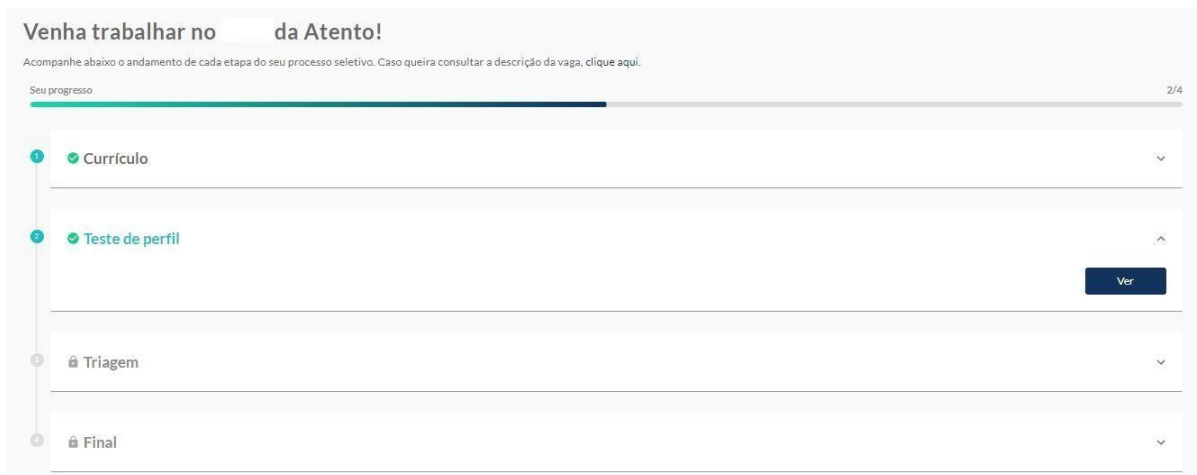 Venha trabalhar no da Atento!
Acompanhe abaixo o andamento de cada etapa do seu processo seletivo. Caso queira consultar a descrição da vaga, clique aqui.
Seu progresso 2/4
1 Currículo
2 Teste de perfil
Ver
3 Triagem
4 Final